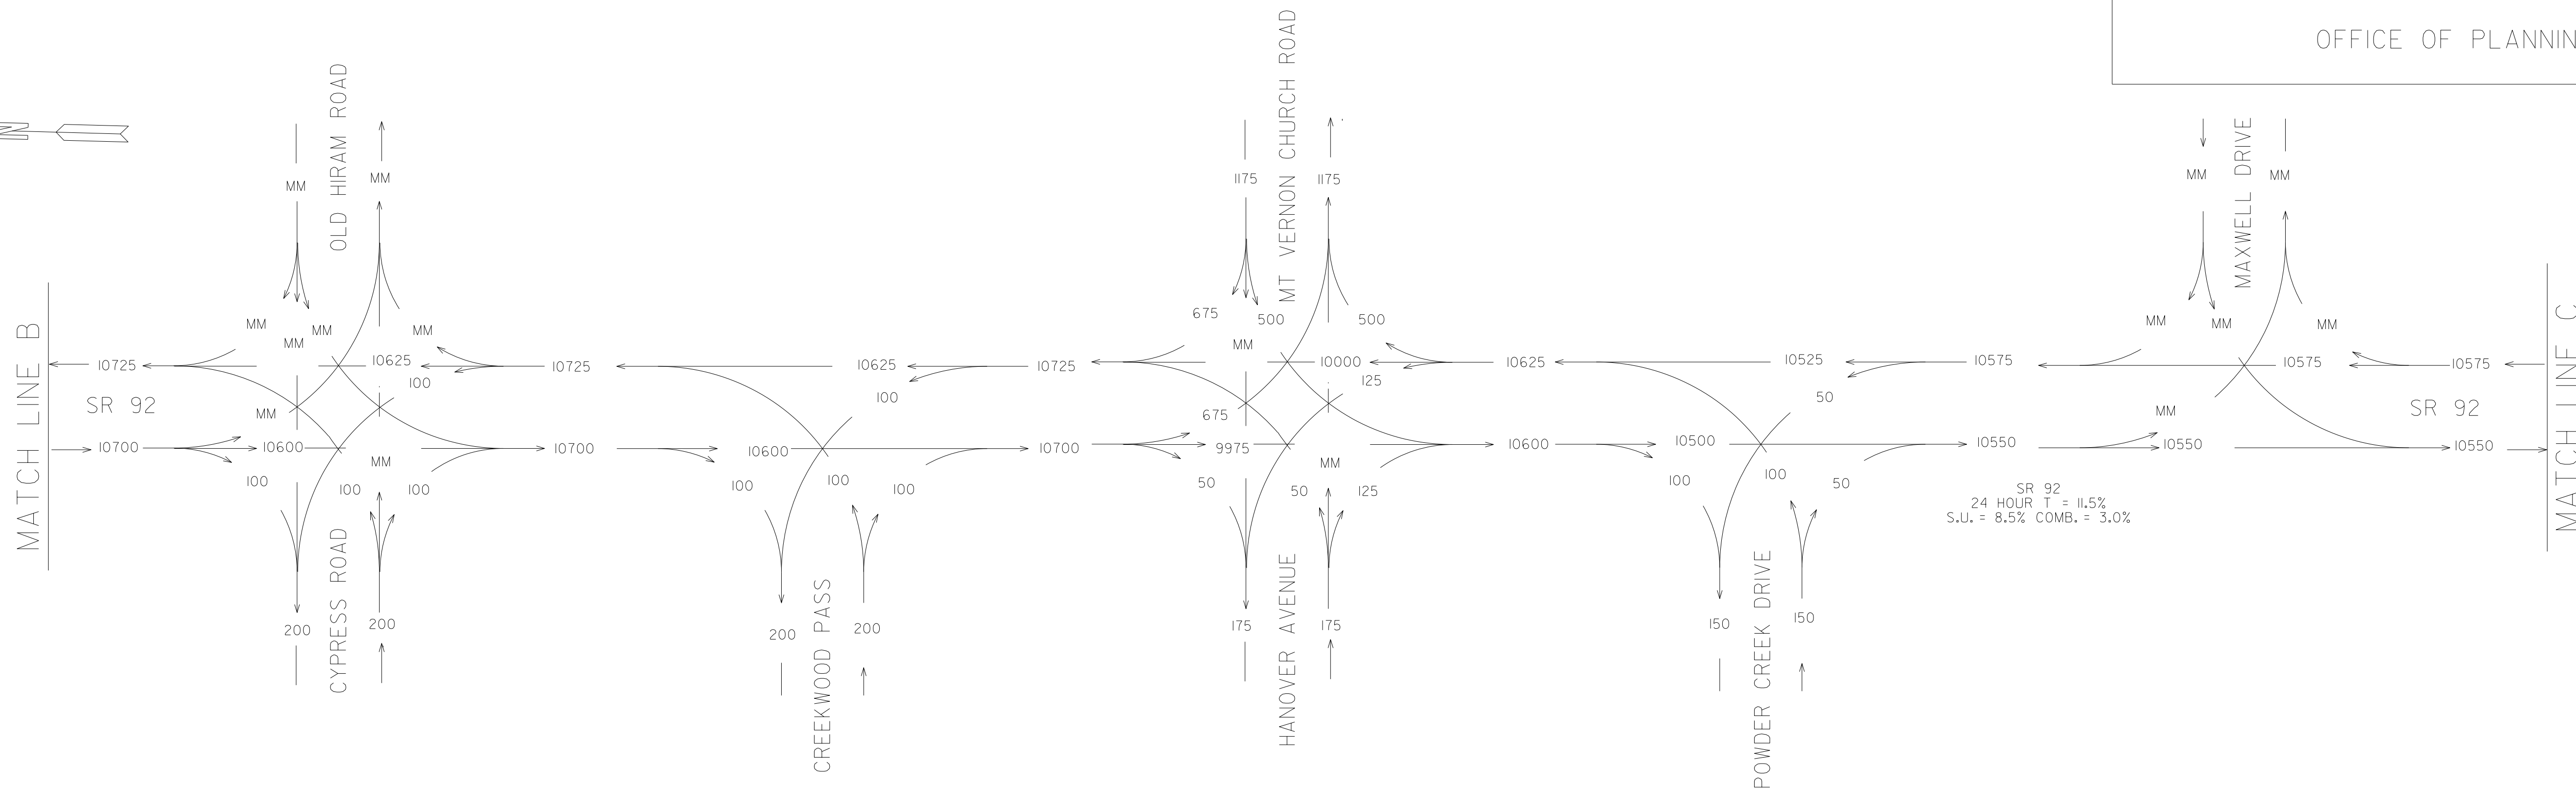 OFFICE OF PLANNIN
N
OLD HIRAM ROAD
MM
MM
MM
MM
MM
MM
MATCH LINE B
10725
10625
100
10725
SR 92
MM
10700
10600
10700
100
MM
100
100
200
CYPRESS ROAD
200
10625
10725
100
10600
10700
100
100
100
200
CREEKWOOD PASS
200
MT VERNON CHURCH ROAD
1175
1175
675
500
500
MM
10000
10625
125
675
9975
10600
50
MM
50
125
175
HANOVER AVENUE
175
10525
10575
50
10500
10550
100
100
50
150
POWDER CREEK DRIVE
150
MAXWELL DRIVE
MM
MM
MM
MM
MM
10575
10575
MM
SR 92
10550
10550
SR 92
24 HOUR T = 11.5%
S.U. = 8.5% COMB. = 3.0%
MATCH LINE C